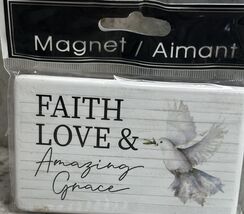 Magnet / Aimant
FAITH
LOVE &
Amazing
Grace